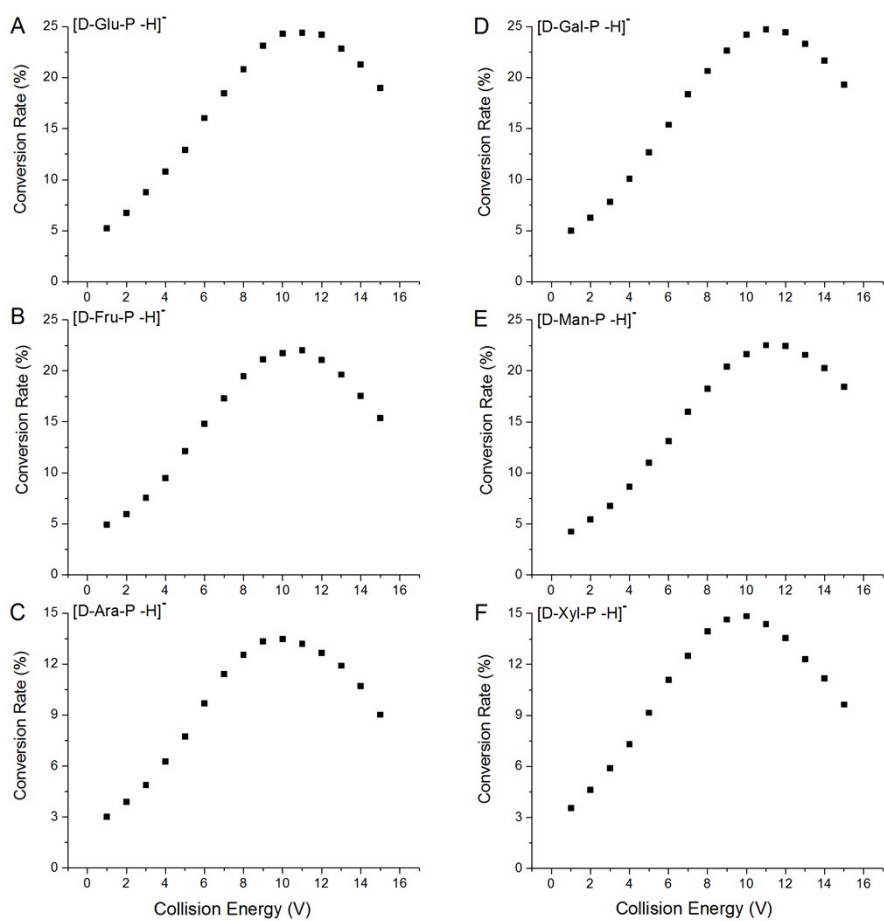 A [D-Glu-P -H]-
Conversion Rate (%)
25
20
15
10
5
0
0 2 4 6 8 10 12 14 16
B [D-Fru-P -H]-
Conversion Rate (%)
25
20
15
10
5
0
0 2 4 6 8 10 12 14 16
C [D-Ara-P -H]-
Conversion Rate (%)
15
12
9
6
3
0
0 2 4 6 8 10 12 14 16
Collision Energy (V)
D [D-Gal-P -H]-
Conversion Rate (%)
25
20
15
10
5
0
0 2 4 6 8 10 12 14 16
E [D-Man-P -H]-
Conversion Rate (%)
25
20
15
10
5
0
0 2 4 6 8 10 12 14 16
F [D-Xyl-P -H]-
Conversion Rate (%)
15
12
9
6
3
0
0 2 4 6 8 10 12 14 16
Collision Energy (V)